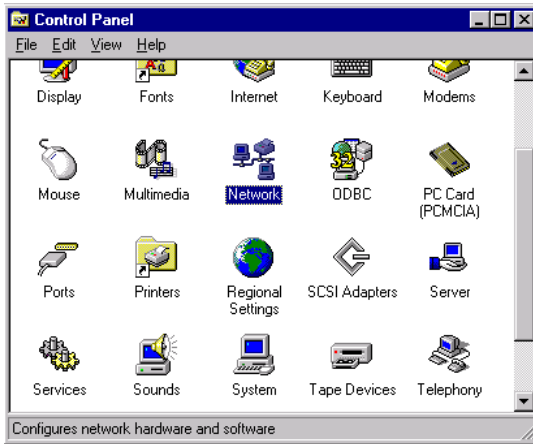 Control Panel
File Edit View Help
Display Fonts Internet Keyboard Modems
Mouse Multimedia Network ODBC PC Card
(PCMCIA)
Ports Printers Regional SCSI Adapters Server
Settings
Services Sounds System Tape Devices Telephony
Configures network hardware and software